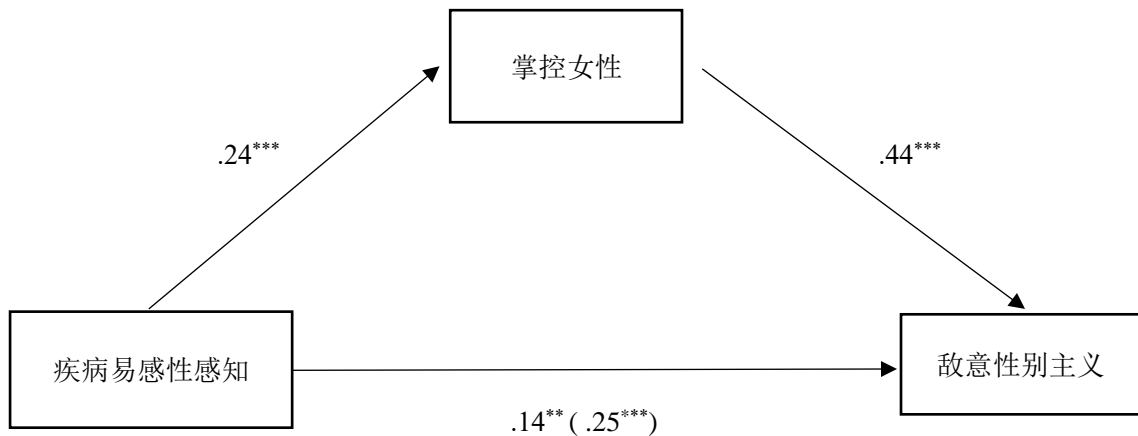 掌控女性
.24***
.44***
疾病易感性感知
敌意性别主义
.14** ( .25***)